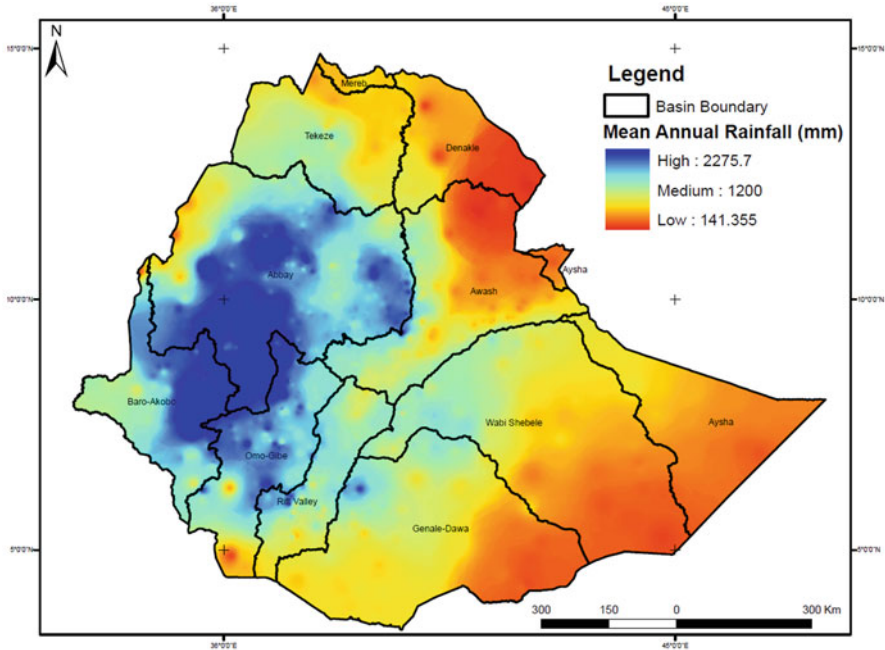 36°0'0"E
45°0'0"E
N
15°0'0"N
15°0'0"N
Legend
Basin Boundary
Mean Annual Rainfall (mm)
High : 2275.7
Medium : 1200
Low : 141.355
Mereb
Tekeze
Denakle
Abbay
Aysha
Awash
10°0'0"N
10°0'0"N
Baro-Akobo
Wabi Shebele
Aysha
Omo-Gibe
Rift Valley
Genale-Dawa
5°0'0"N
5°0'0"N
300
150
0
300 Km
36°0'0"E
45°0'0"E